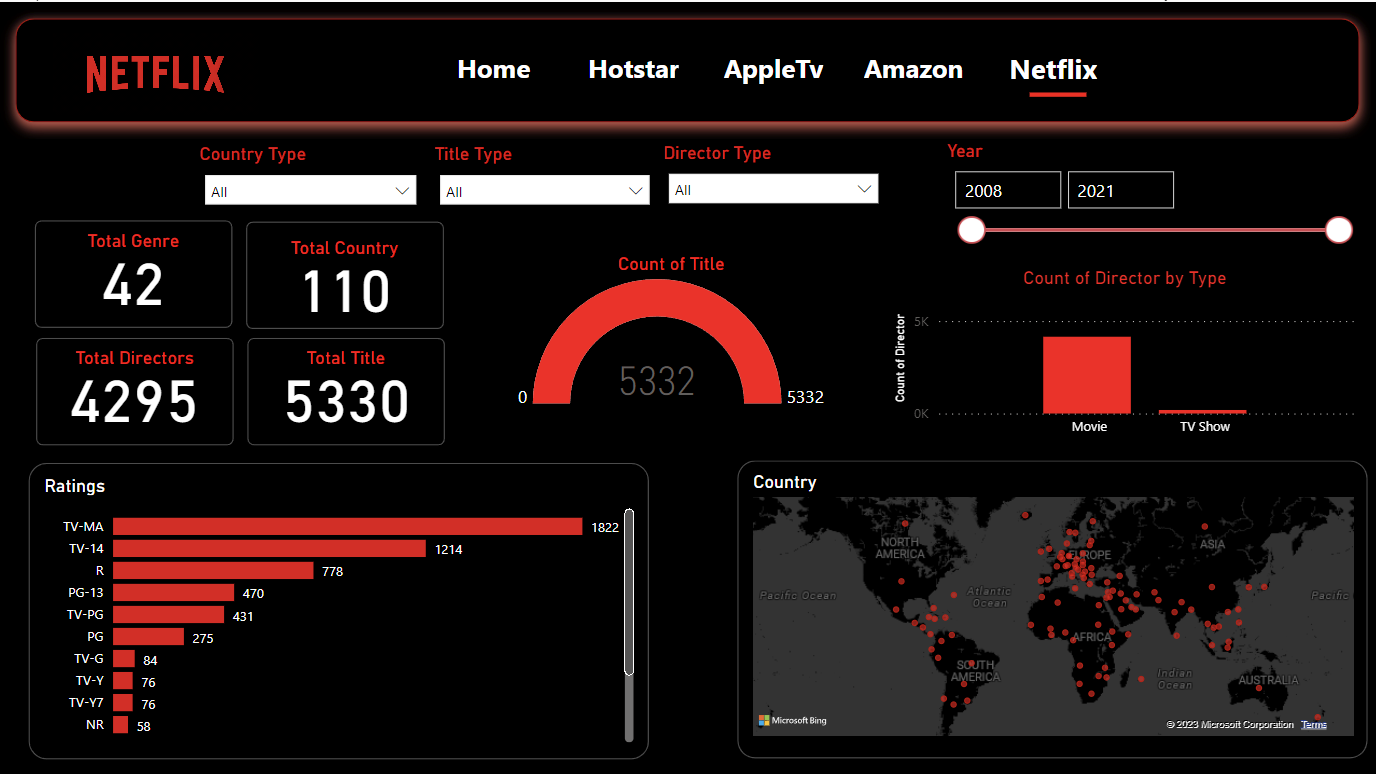 NETFLIX
Home
Hotstar
AppleTv
Amazon
Netflix
Country Type
Title Type
Director Type
Year
All
All
All
2008
2021
Total Genre
42
Total Country
110
Total Directors
4295
Total Title
5330
Count of Title
5332
0
5332
Count of Director by Type
Count of Director
5K
0K
Movie
TV Show
Ratings
TV-MA 1822
TV-14 1214
R 778
PG-13 470
TV-PG 431
PG 275
TV-G 84
TV-Y 76
TV-Y7 76
NR 58
Country
NORTH
AMERICA
EUROPE
ASIA
Pacific Ocean
Atlantic
Ocean
Pacific
AFRICA
SOUTH
AMERICA
Indian
Ocean
AUSTRALIA
Microsoft Bing
© 2023 Microsoft Corporation Terms